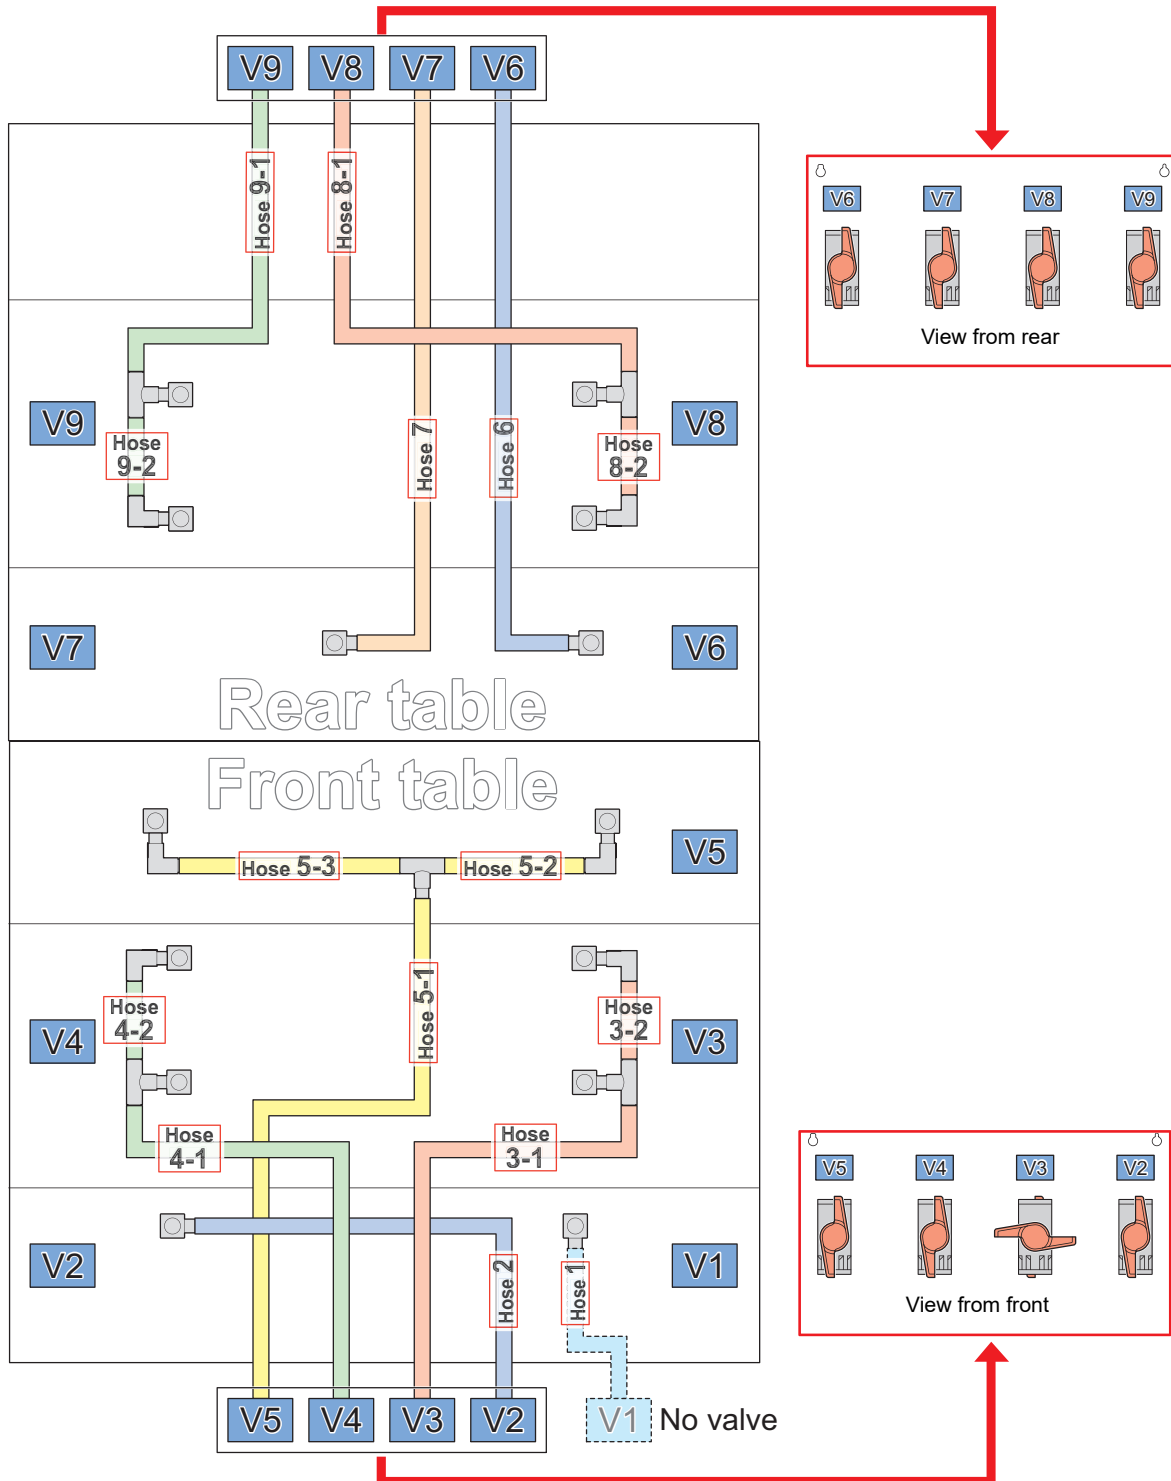 V9 V8 V7 V6
Hose 9-1
Hose 8-1
V6 V7 V8 V9
View from rear
V9
Hose
9-2
Hose 7
Hose 6
Hose
8-2
V8
V7
V6
Rear table
Front table
Hose 5-3
Hose 5-2
V5
Hose 5-1
V4
Hose
4-2
Hose
3-2
V3
Hose
4-1
Hose
3-1
V5 V4 V3 V2
View from front
V2
Hose 2
Hose 1
V1
V5 V4 V3 V2
V1 No valve